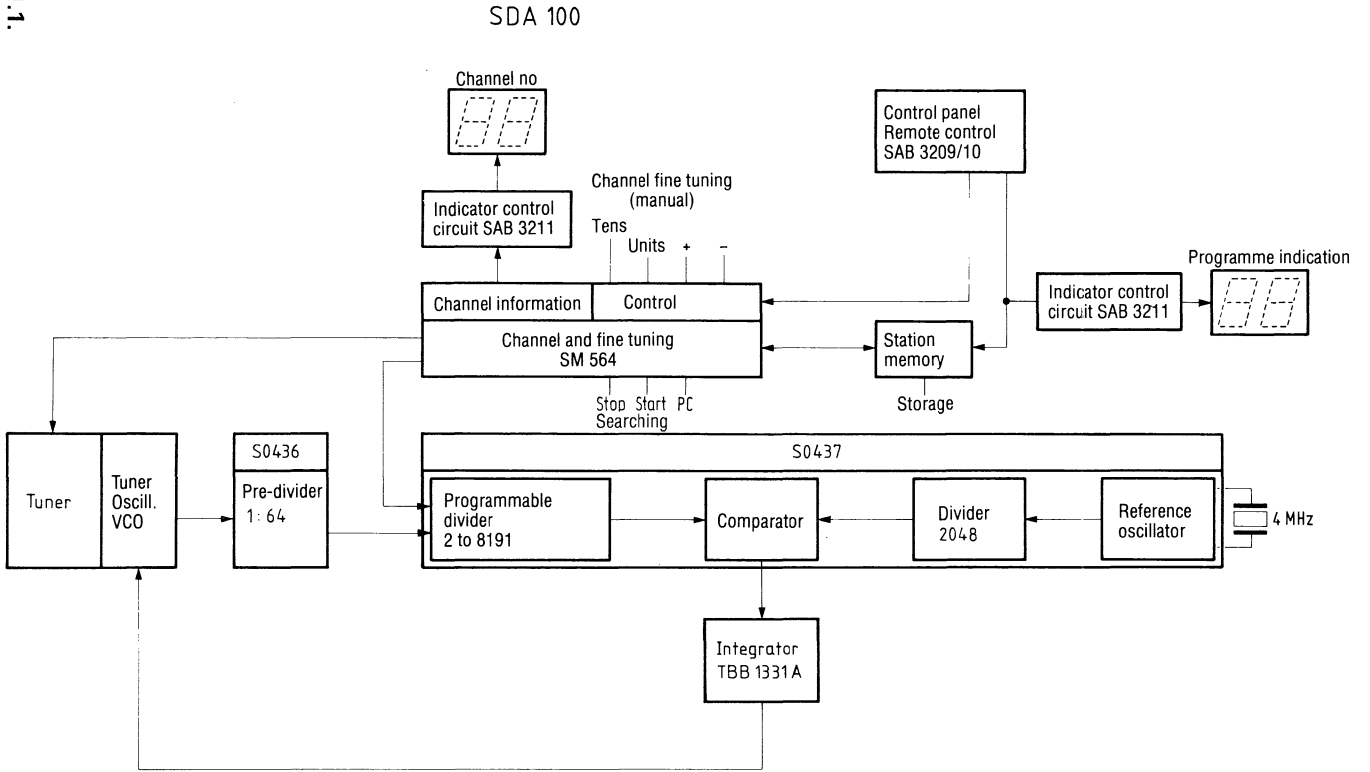 1.
SDA 100
Channel no
Control panel
Remote control
SAB 3209/10
Channel fine tuning
(manual)
Indicator control
circuit SAB 3211
Tens
Units + −
Programme indication
Channel information
Control
Indicator control
circuit SAB 3211
Channel and fine tuning
SM 564
Station
memory
Stop Start PC
Searching
Storage
Tuner
Tuner
Oscill.
VCO
S0436
Pre-divider
1:64
S0437
Programmable
divider
2 to 8191
Comparator
Divider
2048
Reference
oscillator
4 MHz
Integrator
TBB 1331A